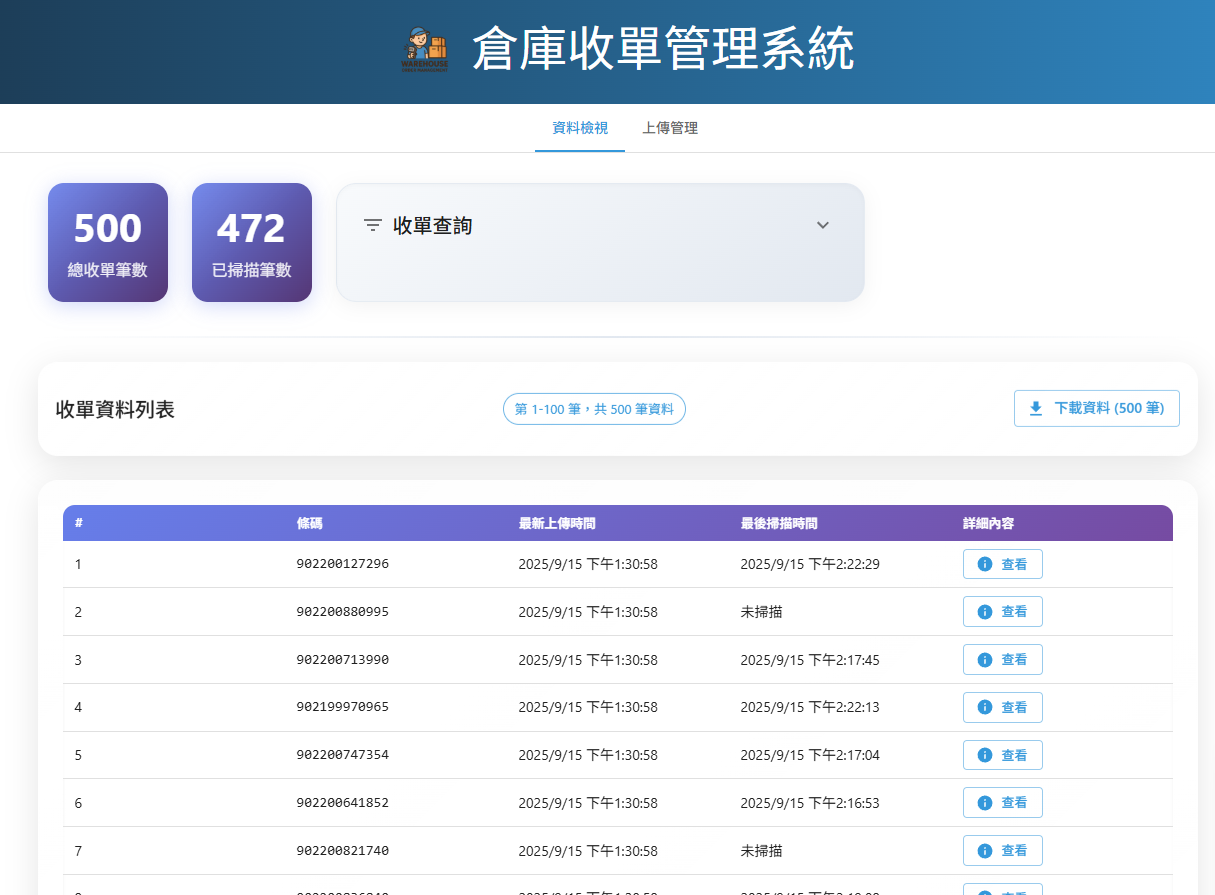 WAREHOUSE
倉庫收單管理系統
資料檢視 上傳管理
500 472
總收單筆數 已掃描筆數
收單查詢
收單資料列表 第 1-100 筆，共 500 筆資料 下載資料 (500 筆)
# 條碼 最新上傳時間 最後掃描時間 詳細內容
1 902200127296 2025/9/15 下午1:30:58 2025/9/15 下午2:22:29 查看
2 902200880995 2025/9/15 下午1:30:58 未掃描 查看
3 902200713990 2025/9/15 下午1:30:58 2025/9/15 下午2:17:45 查看
4 902199970965 2025/9/15 下午1:30:58 2025/9/15 下午2:22:13 查看
5 902200747354 2025/9/15 下午1:30:58 2025/9/15 下午2:17:04 查看
6 902200641852 2025/9/15 下午1:30:58 2025/9/15 下午2:16:53 查看
7 902200821740 2025/9/15 下午1:30:58 未掃描 查看